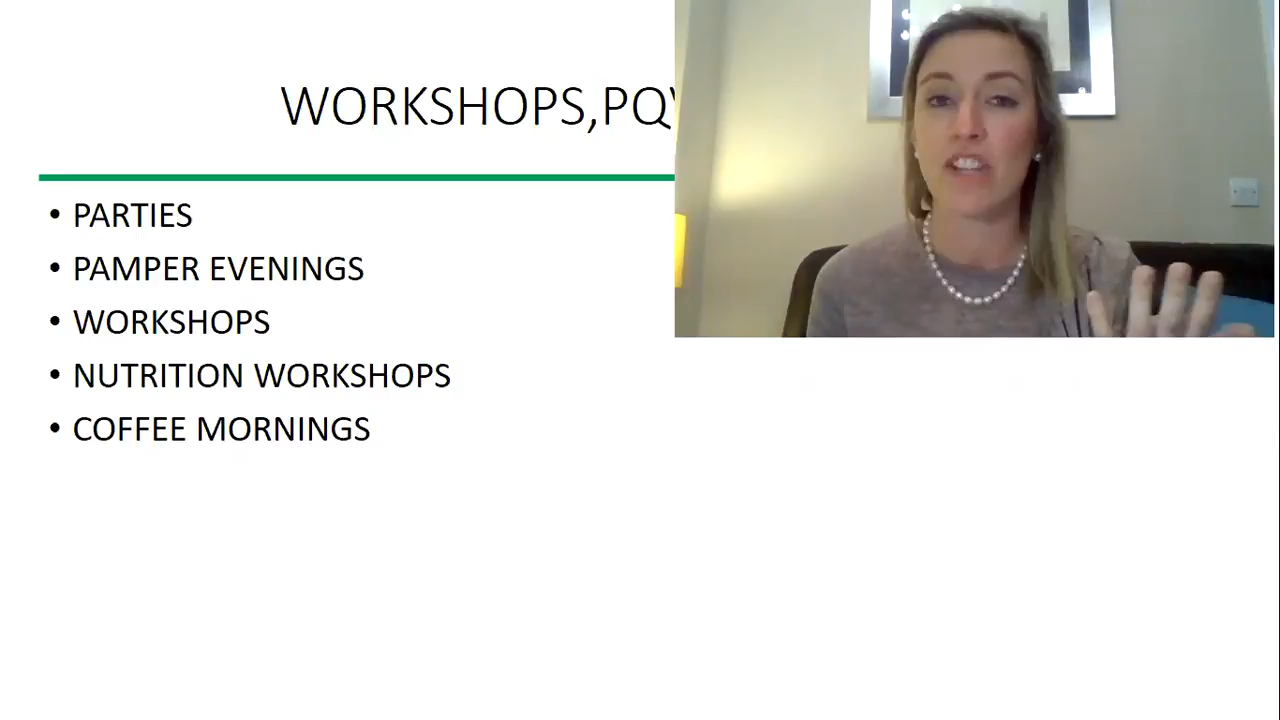 WORKSHOPS,PQ
• PARTIES
• PAMPER EVENINGS
• WORKSHOPS
• NUTRITION WORKSHOPS
• COFFEE MORNINGS